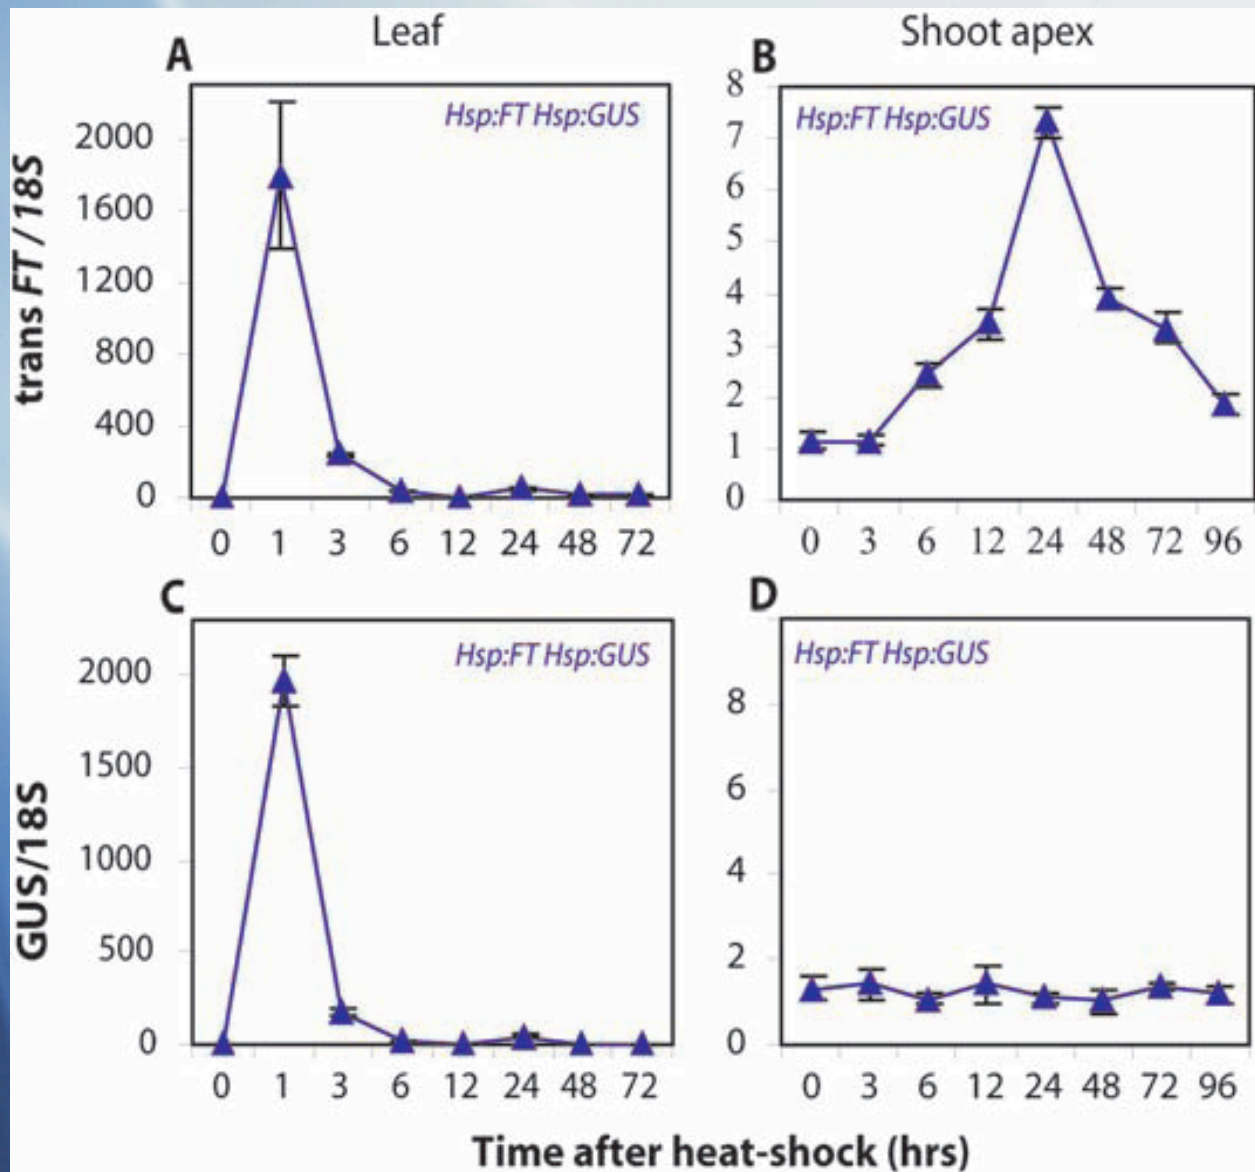 Leaf
Shoot apex
A
Hsp:FT Hsp:GUS
trans FT / 18S
2000
1600
1200
800
400
0
0 1 3 6 12 24 48 72
B
Hsp:FT Hsp:GUS
8
7
6
5
4
3
2
1
0
0 3 6 12 24 48 72 96
C
Hsp:FT Hsp:GUS
GUS/18S
2000
1500
1000
500
0
0 1 3 6 12 24 48 72
D
Hsp:FT Hsp:GUS
8
6
4
2
0
0 3 6 12 24 48 72 96
Time after heat-shock (hrs)